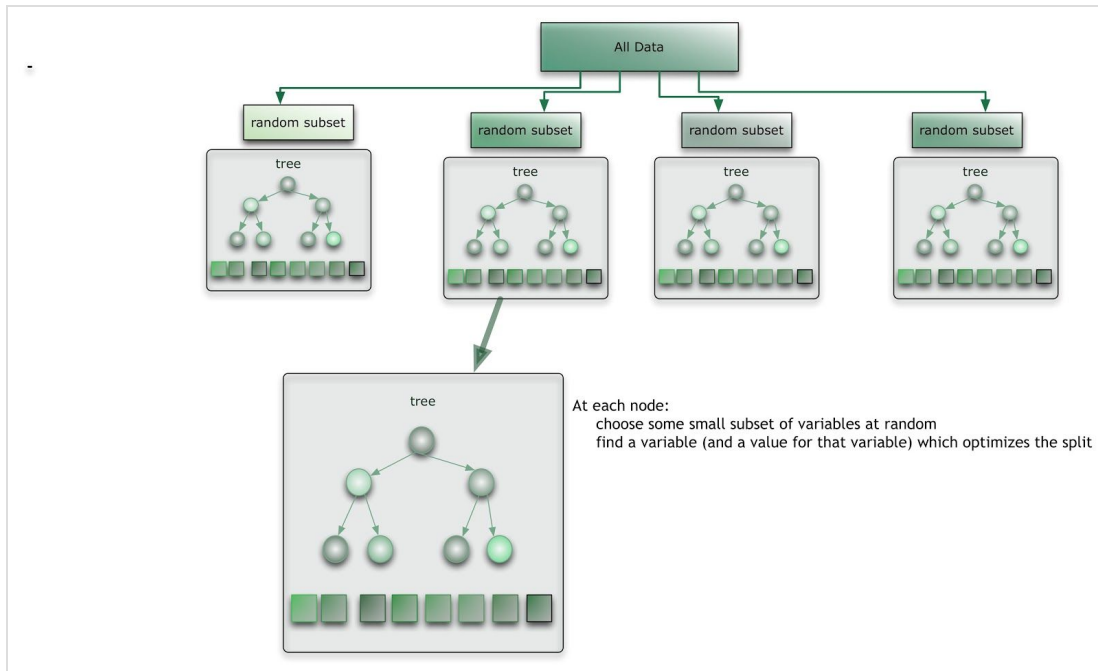 All Data
-
random subset
random subset
random subset
random subset
tree
tree
tree
tree
tree
At each node:
choose some small subset of variables at random
find a variable (and a value for that variable) which optimizes the split